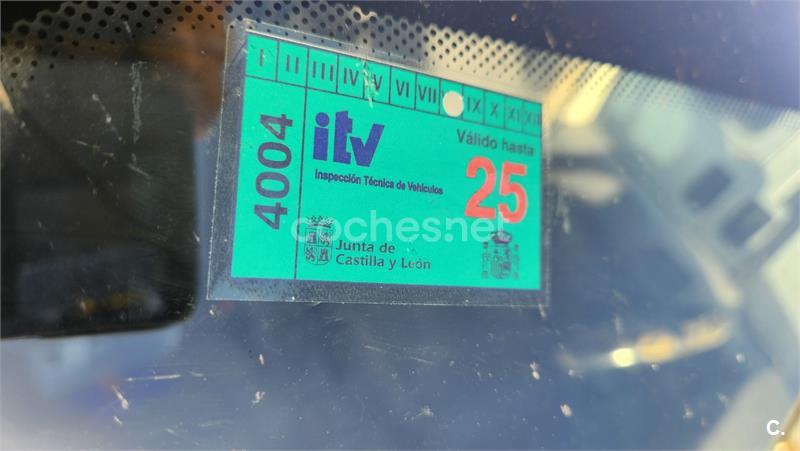 I II III IV V VI VII IX X XI XII
4004
itv
Inspección Técnica de Vehículos
Válido hasta
25
Junta de
Castilla y León
coches.net
c.